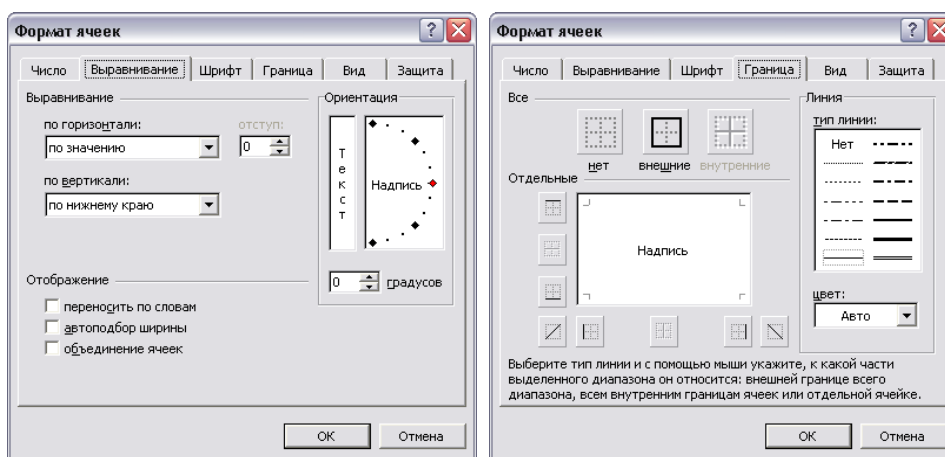 Формат ячеек
Число Выравнивание Шрифт Граница Вид Защита
Выравнивание
по горизонтали:
отступ:
по значению
0
по вертикали:
по нижнему краю
Ориентация
Текст
Надпись
0 градусов
Отображение
переносить по словам
автоподбор ширины
объединение ячеек
ОК Отмена
Формат ячеек
Число Выравнивание Шрифт Граница Вид Защита
Все
нет внешние внутренние
Отдельные
Надпись
Линия
тип линии:
Нет
цвет:
Авто
Выберите тип линии и с помощью мыши укажите, к какой части
выделенного диапазона он относится: внешней границе всего
диапазона, всем внутренним границам ячеек или отдельной ячейке.
ОК Отмена